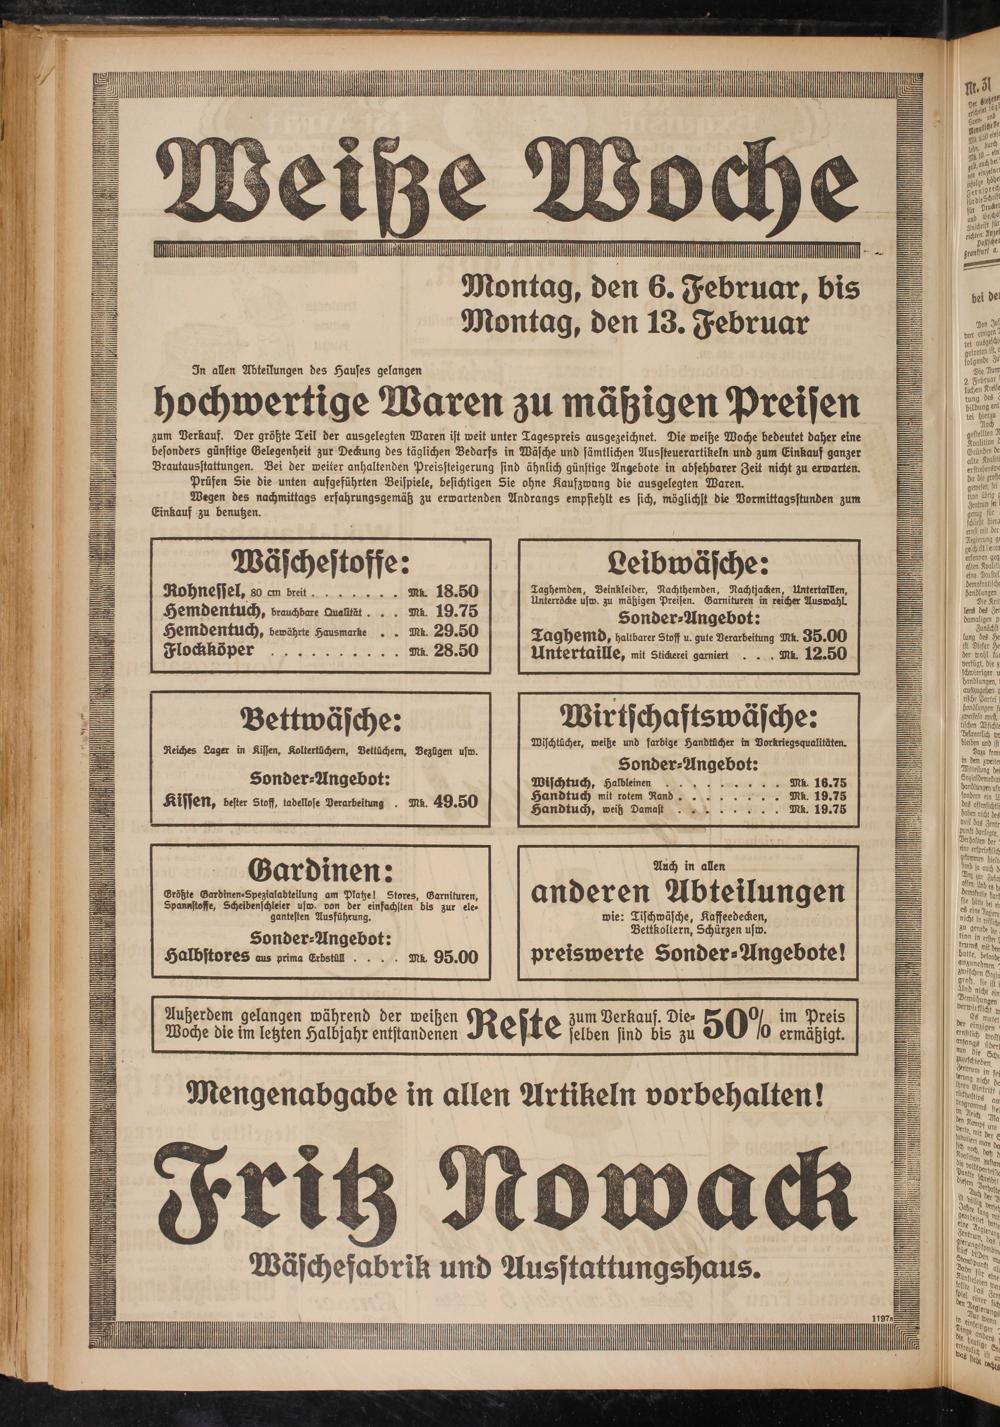 Weiße Woche
Montag, den 6. Februar, bis
Montag, den 13. Februar
In allen Abteilungen des Hauses gelangen
hochwertige Waren zu mäßigen Preisen
zum Verkauf. Der größte Teil der ausgelegten Waren ist weit unter Tagespreis ausgezeichnet. Die weiße Woche bedeutet daher eine
besonders günstige Gelegenheit zur Deckung des täglichen Bedarfs in Wäsche und sämtlichen Aussteuerartikeln und zum Einkauf ganzer
Brautausstattungen. Bei der weiter anhaltenden Preissteigerung sind ähnlich günstige Angebote in absehbarer Zeit nicht zu erwarten.
Prüfen Sie die unten aufgeführten Beispiele, besichtigen Sie ohne Kaufzwang die ausgelegten Waren.
Wegen des nachmittags erfahrungsgemäß zu erwartenden Andrangs empfiehlt es sich, möglichst die Vormittagsstunden zum
Einkauf zu benutzen.
Wäschestoffe:
Rohnessel, 80 cm breit . . . . . . . Mk. 18.50
Hemdentuch, brauchbare Qualität . . . Mk. 19.75
Hemdentuch, bewährte Hausmarke . . Mk. 29.50
Flockköper . . . . . . . . . . Mk. 28.50
Leibwäsche:
Taghemden, Beinkleider, Nachthemden, Nachtjacken, Untertaillen,
Unterröcke usw. zu mäßigen Preisen. Garnituren in reicher Auswahl.
Sonder-Angebot:
Taghemd, haltbarer Stoff u. gute Verarbeitung Mk. 35.00
Untertaille, mit Stickerei garniert . . . Mk. 12.50
Bettwäsche:
Reiches Lager in Kissen, Koltertüchern, Bettüchern, Bezügen usw.
Sonder-Angebot:
Kissen, bester Stoff, tadellose Verarbeitung . Mk. 49.50
Wirtschaftswäsche:
Wischtücher, weiße und farbige Handtücher in Vorkriegsqualitäten.
Sonder-Angebot:
Wischtuch, Halbleinen . . . . . . . . . Mk. 16.75
Handtuch mit rotem Rand . . . . . . . . Mk. 19.75
Handtuch, weiß Damast . . . . . . . . Mk. 19.75
Gardinen:
Größte Gardinen-Spezialabteilung am Platze! Stores, Garnituren,
Spannstoffe, Scheibenschleier usw. von der einfachsten bis zur ele-
gantesten Ausführung.
Sonder-Angebot:
Halbstores aus prima Erbstüll . . . . Mk. 95.00
Auch in allen
anderen Abteilungen
wie: Tischwäsche, Kaffeedecken,
Bettkoltern, Schürzen usw.
preiswerte Sonder-Angebote!
Außerdem gelangen während der weißen
Woche die im letzten Halbjahr entstandenen
Reste
zum Verkauf. Die-
selben sind bis zu
50%
im Preis
ermäßigt.
Mengenabgabe in allen Artikeln vorbehalten!
Fritz Nowack
Wäschefabrik und Ausstattungshaus.
1197
Nr. 31